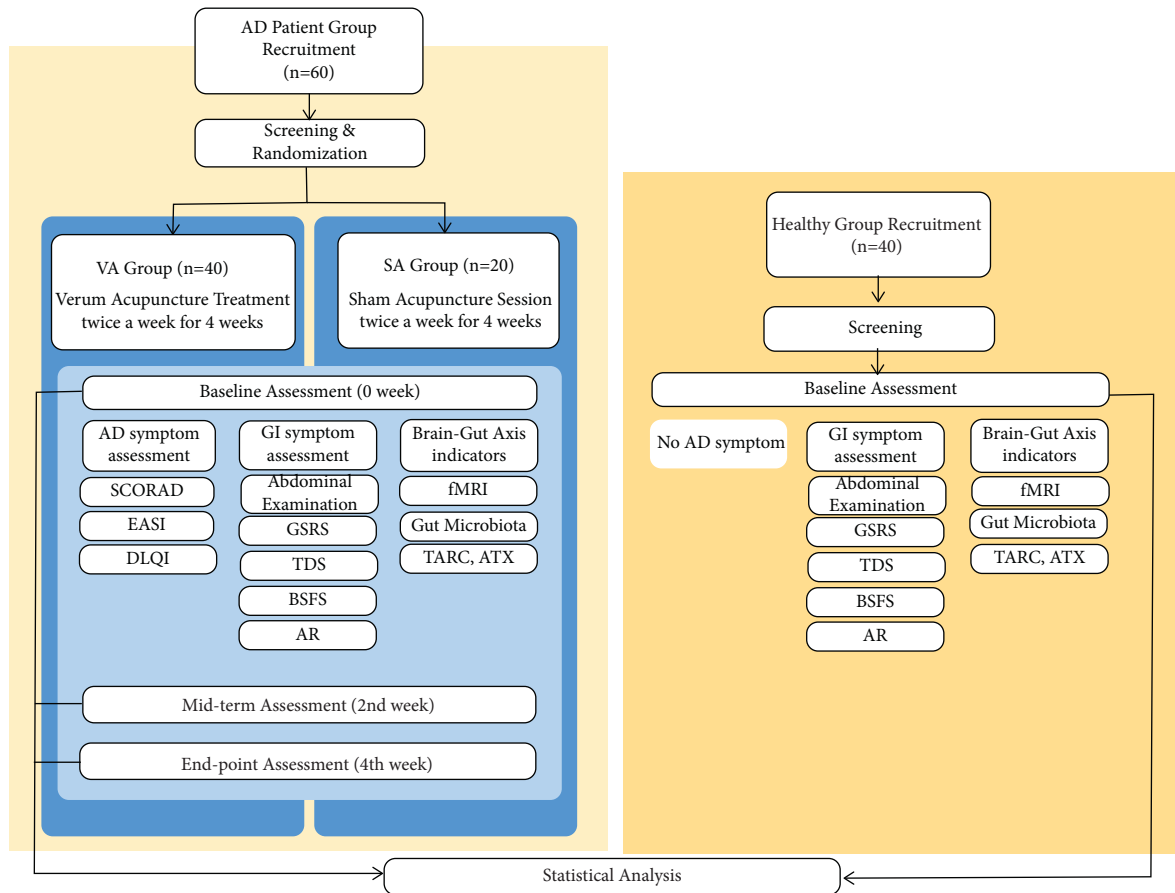 AD Patient Group
Recruitment
(n=60)
Screening &
Randomization
VA Group (n=40)
Verum Acupuncture Treatment
twice a week for 4 weeks
SA Group (n=20)
Sham Acupuncture Session
twice a week for 4 weeks
Baseline Assessment (0 week)
AD symptom
assessment
SCORAD
EASI
DLQI
GI symptom
assessment
Abdominal
Examination
GSRS
TDS
BSFS
AR
Brain-Gut Axis
indicators
fMRI
Gut Microbiota
TARC, ATX
Mid-term Assessment (2nd week)
End-point Assessment (4th week)
Healthy Group Recruitment
(n=40)
Screening
Baseline Assessment
No AD symptom
GI symptom
assessment
Abdominal
Examination
GSRS
TDS
BSFS
AR
Brain-Gut Axis
indicators
fMRI
Gut Microbiota
TARC, ATX
Statistical Analysis